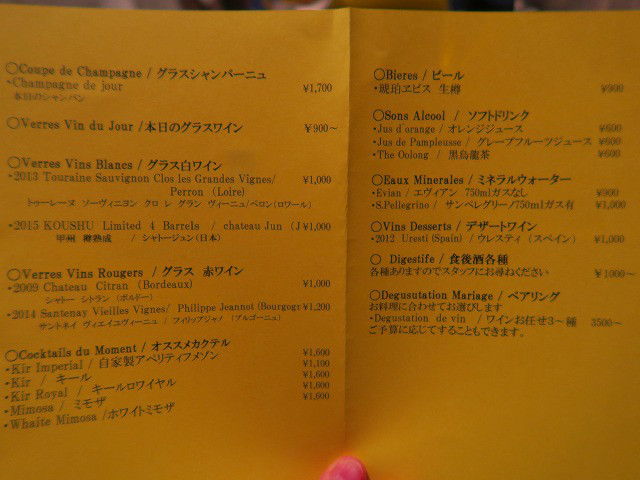 ○Coupe de Champagne / グラスシャンパーニュ
・Champagne de jour ¥1,700
本日のシャンパン
○Verres Vin du Jour /本日のグラスワイン ¥900～
○Verres Vins Blancs / グラス白ワイン
・2013 Touraine Sauvignon Clos les Grandes Vignes/ ¥1,000
Perron (Loire)
トゥーレーヌ ソーヴィニヨン クロ レ グラン ヴィーニュ/ペロン(ロワール)
・2015 KOUSHU Limited 4 Barrels / chateau Jun (J ¥1,000
甲州 樽熟成 / シャトージュン(日本)
○Verres Vins Rougers / グラス 赤ワイン
・2009 Chateau Citran (Bordeaux) ¥1,000
シャトー シトラン (ボルドー)
・2014 Santenay Vieilles Vignes/ Philippe Jeannot (Bourgogr ¥1,200
サントネイ ヴィエイユヴィーニュ / フィリップジャノ (ブルゴーニュ)
○Cocktails du Moment / オススメカクテル
・Kir Imperial / 自家製アペリティフメゾン ¥1,600
・Kir / キール ¥1,100
・Kir Royal / キールロワイヤル ¥1,600
・Mimosa / ミモザ ¥1,600
・Whaite Mimosa /ホワイトミモザ ¥1,600
○Bieres / ビール
・琥珀ヱビス 生樽 ¥900
○Sons Alcool / ソフトドリンク
・Jus d'orange / オレンジジュース ¥600
・Jus de Pampleusse / グレープフルーツジュース ¥600
・The Oolong / 黒烏龍茶 ¥600
○Eaux Minerales / ミネラルウォーター
・Evian / エヴィアン 750mlガスなし ¥900
・S.Pellegrino / サンペレグリーノ750mlガス有 ¥1,000
○Vins Desserts / デザートワイン
・2012 Uresti (Spain) / ウレスティ (スペイン) ¥1,000
○ Digestife / 食後酒各種
各種ありますのでスタッフにお尋ねください ¥1000～
○Degusutation Mariage / ペアリング
お料理に合わせてお選びします
・Degustation de vin / ワインお任せ3～種 3500～
ご予算に応じてすることもできます。